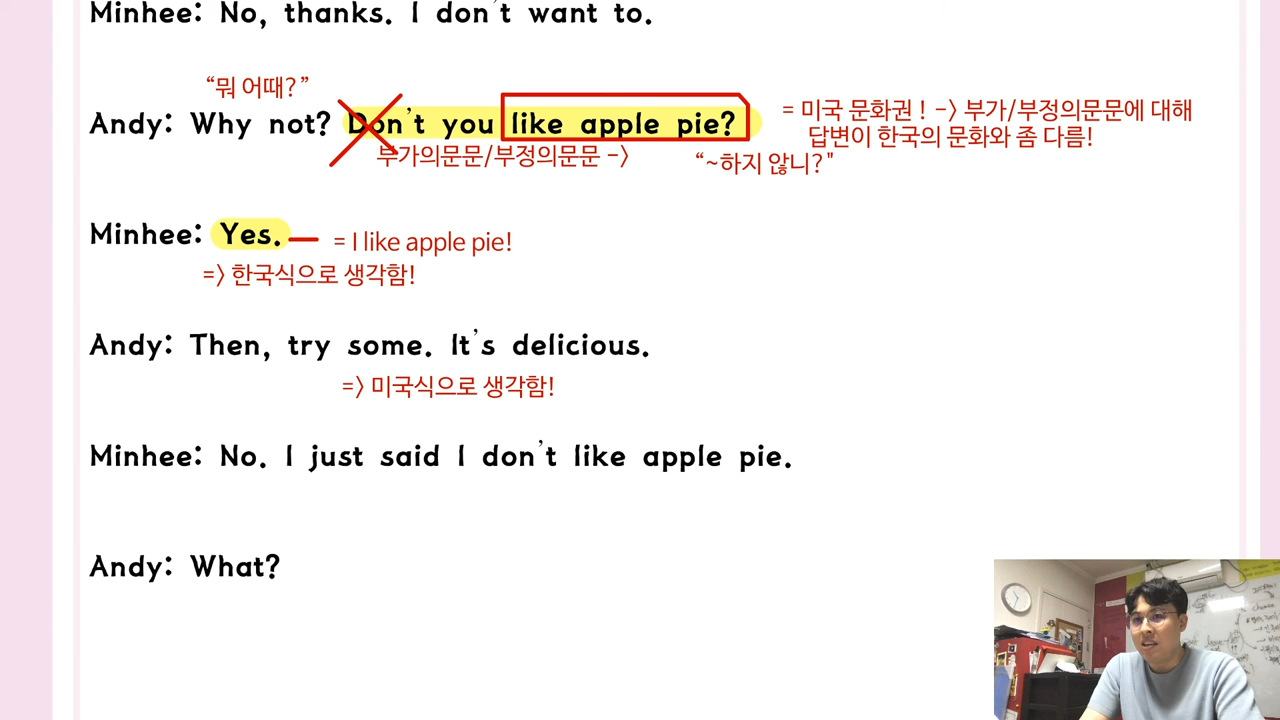 Minhee: No, thanks. I don't want to.
"뭐 어때?"
Andy: Why not? Don't you like apple pie?
= 미국 문화권 ! -> 부가/부정의문문에 대해
답변이 한국의 문화와 좀 다름!
부가의문문/부정의문문 ->
"~하지 않니?"
Minhee: Yes.
= I like apple pie!
=> 한국식으로 생각함!
Andy: Then, try some. It's delicious.
=> 미국식으로 생각함!
Minhee: No. I just said I don't like apple pie.
Andy: What?